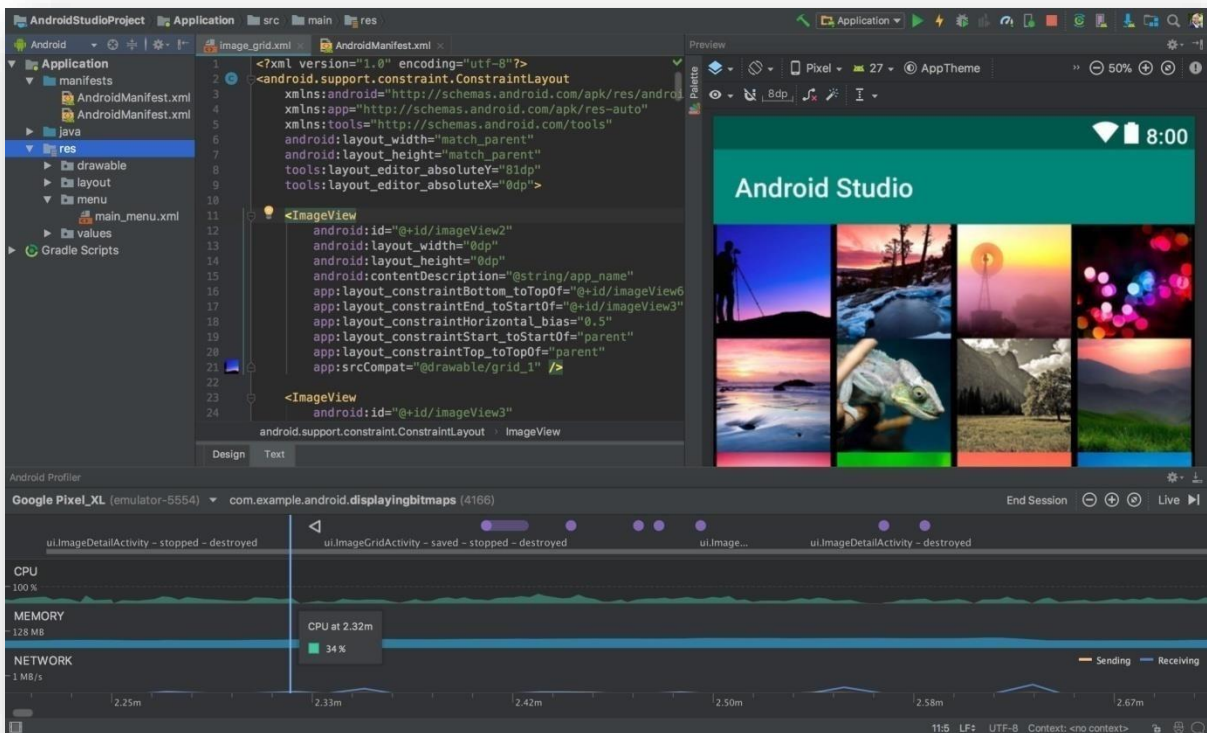 AndroidStudioProject Application src main res Application
Android image_grid.xml AndroidManifest.xml Preview
Application
manifests
AndroidManifest.xml
AndroidManifest.xml
java
res
drawable
layout
menu
main_menu.xml
values
Gradle Scripts
1 <?xml version="1.0" encoding="utf-8"?>
2 <android.support.constraint.ConstraintLayout
3 xmlns:android="http://schemas.android.com/apk/res/androi
4 xmlns:app="http://schemas.android.com/apk/res-auto"
5 xmlns:tools="http://schemas.android.com/tools"
6 android:layout_width="match_parent"
7 android:layout_height="match_parent"
8 tools:layout_editor_absoluteY="81dp"
9 tools:layout_editor_absoluteX="0dp">
10
11 <ImageView
12 android:id="@+id/imageView2"
13 android:layout_width="0dp"
14 android:layout_height="0dp"
15 android:contentDescription="@string/app_name"
16 app:layout_constraintBottom_toTopOf="@+id/imageView6
17 app:layout_constraintEnd_toStartOf="@+id/imageView3"
18 app:layout_constraintHorizontal_bias="0.5"
19 app:layout_constraintStart_toStartOf="parent"
20 app:layout_constraintTop_toTopOf="parent"
21 app:srcCompat="@drawable/grid_1" />
22
23 <ImageView
24 android:id="@+id/imageView3"
android.support.constraint.ConstraintLayout ImageView
Design Text
Palette
Pixel 27 AppTheme 50%
8dp
8:00
Android Studio
Android Profiler
Google Pixel_XL (emulator-5554) com.example.android.displayingbitmaps (4166) End Session Live
ui.ImageDetailActivity – stopped – destroyed ui.ImageGridActivity – saved – stopped – destroyed ui.Image... ui.ImageDetailActivity – destroyed
CPU
100 %
MEMORY
128 MB
CPU at 2.32m
34 %
NETWORK
1 MB/s
Sending Receiving
2.25m 2.33m 2.42m 2.50m 2.58m 2.67m
11:5 LF UTF-8 Context: <no context>